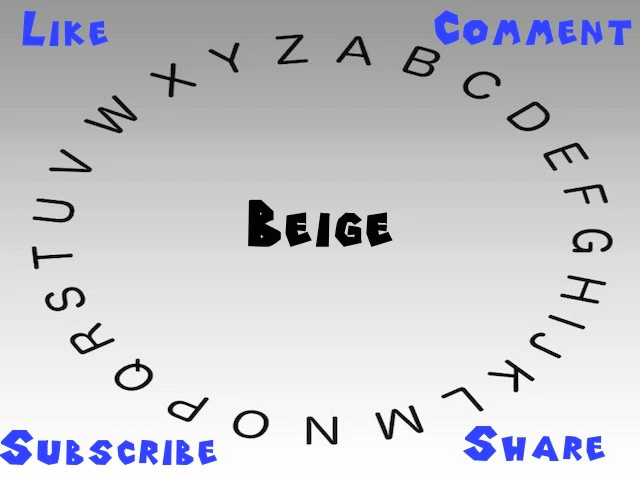 Like
Comment
A B C D E F G H I J K L M N O P Q R S T U V W X Y Z
Beige
Subscribe
Share